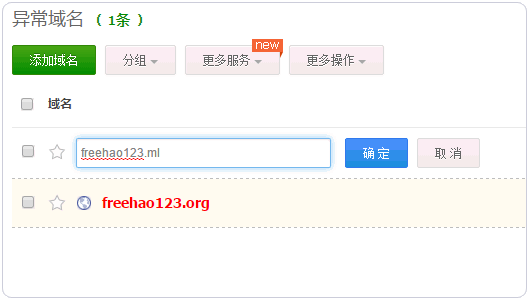 异常域名 ( 1条 )
new
添加域名 分组 更多服务 更多操作
域名
freehao123.ml 确 定 取 消
freehao123.org